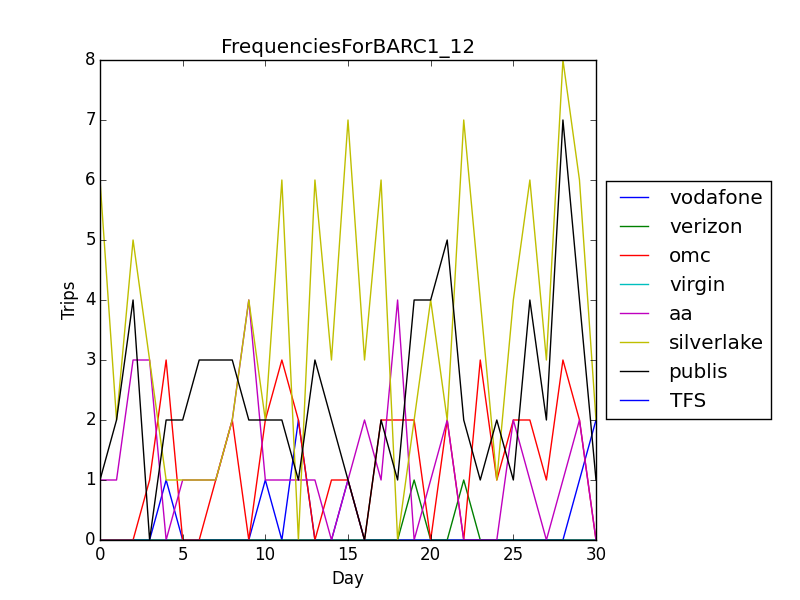 FrequenciesForBARC1_12
8
7
6
5
4
3
2
1
0
Trips
0 5 10 15 20 25 30
Day
vodafone
verizon
omc
virgin
aa
silverlake
publis
TFS